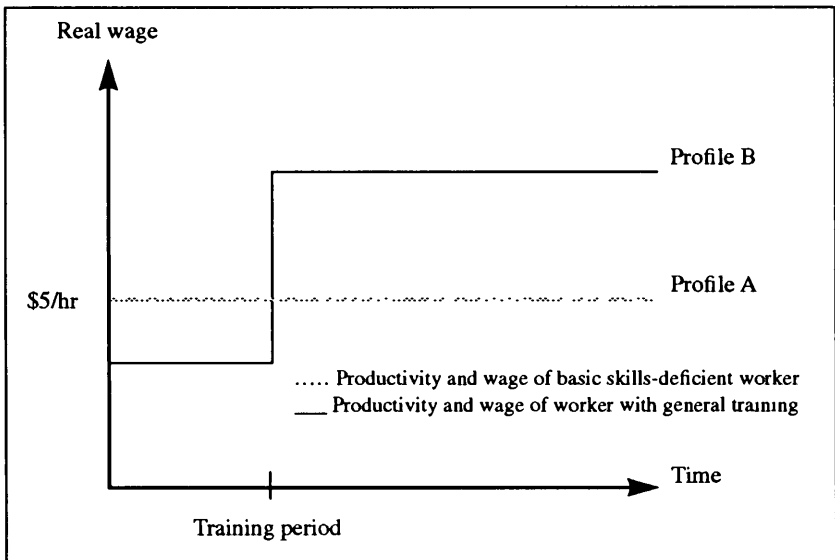 Real wage
Profile B
Profile A
$5/hr
..... Productivity and wage of basic skills-deficient worker
___ Productivity and wage of worker with general training
Time
Training period